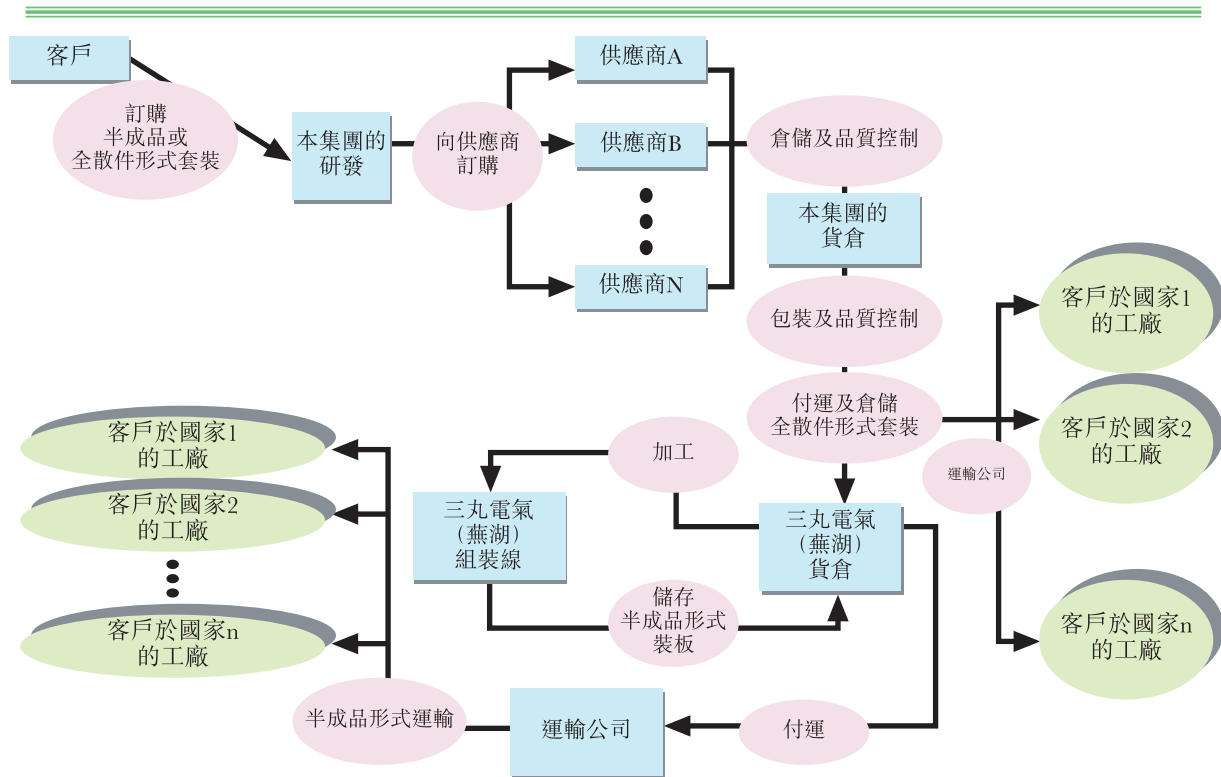 客戶
訂購
半成品或
全散件形式套裝
本集團的
研發
向供應商
訂購
供應商A
供應商B
供應商N
倉儲及品質控制
本集團的
貨倉
包裝及品質控制
付運及倉儲
全散件形式套裝
運輸公司
客戶於國家1
的工廠
客戶於國家2
的工廠
客戶於國家n
的工廠
加工
三丸電氣
（蕪湖）
組裝線
三丸電氣
（蕪湖）
貨倉
儲存
半成品形式
裝板
付運
運輸公司
半成品形式運輸
客戶於國家1
的工廠
客戶於國家2
的工廠
客戶於國家n
的工廠